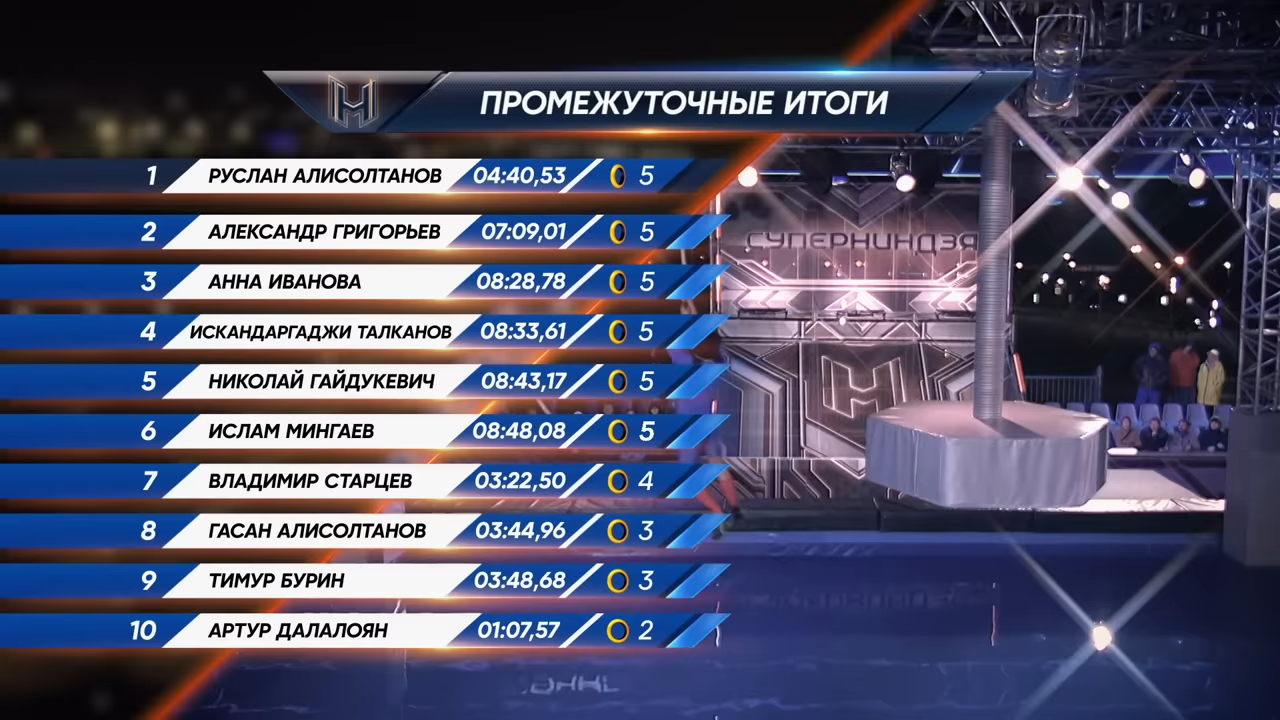 ПРОМЕЖУТОЧНЫЕ ИТОГИ
1 РУСЛАН АЛИСОЛТАНОВ 04:40,53 5
2 АЛЕКСАНДР ГРИГОРЬЕВ 07:09,01 5
3 АННА ИВАНОВА 08:28,78 5
4 ИСКАНДАРГАДЖИ ТАЛКАНОВ 08:33,61 5
5 НИКОЛАЙ ГАЙДУКЕВИЧ 08:43,17 5
6 ИСЛАМ МИНГАЕВ 08:48,08 5
7 ВЛАДИМИР СТАРЦЕВ 03:22,50 4
8 ГАСАН АЛИСОЛТАНОВ 03:44,96 3
9 ТИМУР БУРИН 03:48,68 3
10 АРТУР ДАЛАЛОЯН 01:07,57 2
СУПЕРНИНДЗЯ